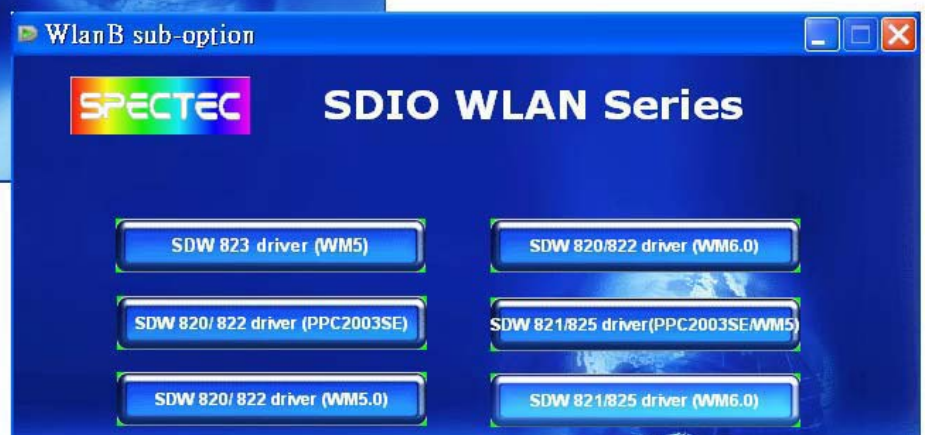 WlanB sub-option
SPECTEC
SDIO WLAN Series
SDW 823 driver (WM5)
SDW 820/822 driver (WM6.0)
SDW 820/ 822 driver (PPC2003SE)
SDW 821/825 driver(PPC2003SE/WM5)
SDW 820/ 822 driver (WM5.0)
SDW 821/825 driver (WM6.0)